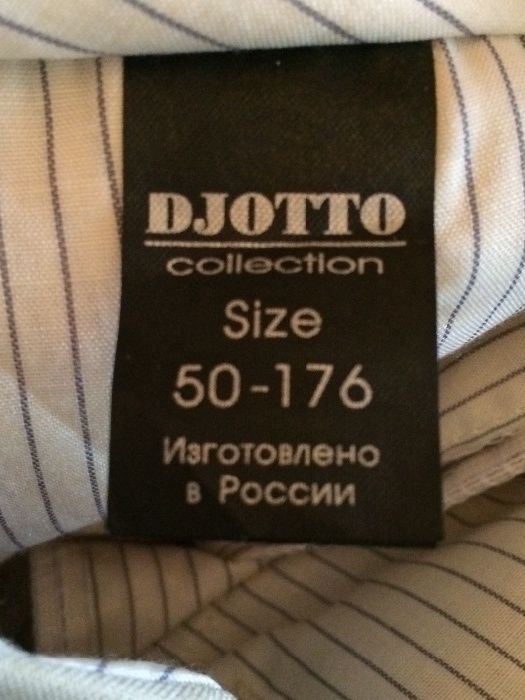 DJOTTO
collection
Size
50-176
Изготовлено
в России